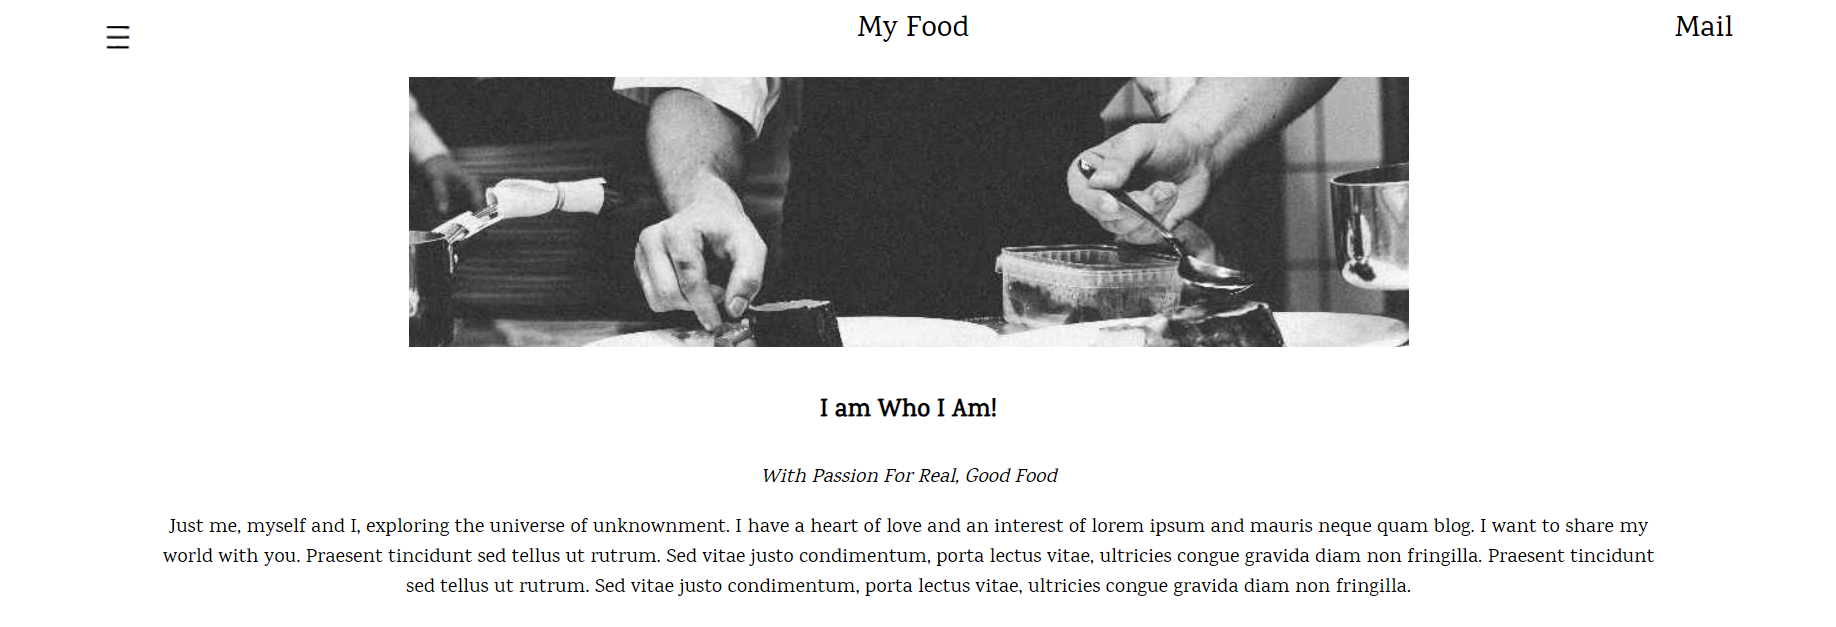 My Food
Mail
I am Who I Am!
With Passion For Real, Good Food
Just me, myself and I, exploring the universe of unknownment. I have a heart of love and an interest of lorem ipsum and mauris neque quam blog. I want to share my
world with you. Praesent tincidunt sed tellus ut rutrum. Sed vitae justo condimentum, porta lectus vitae, ultricies congue gravida diam non fringilla. Praesent tincidunt
sed tellus ut rutrum. Sed vitae justo condimentum, porta lectus vitae, ultricies congue gravida diam non fringilla.